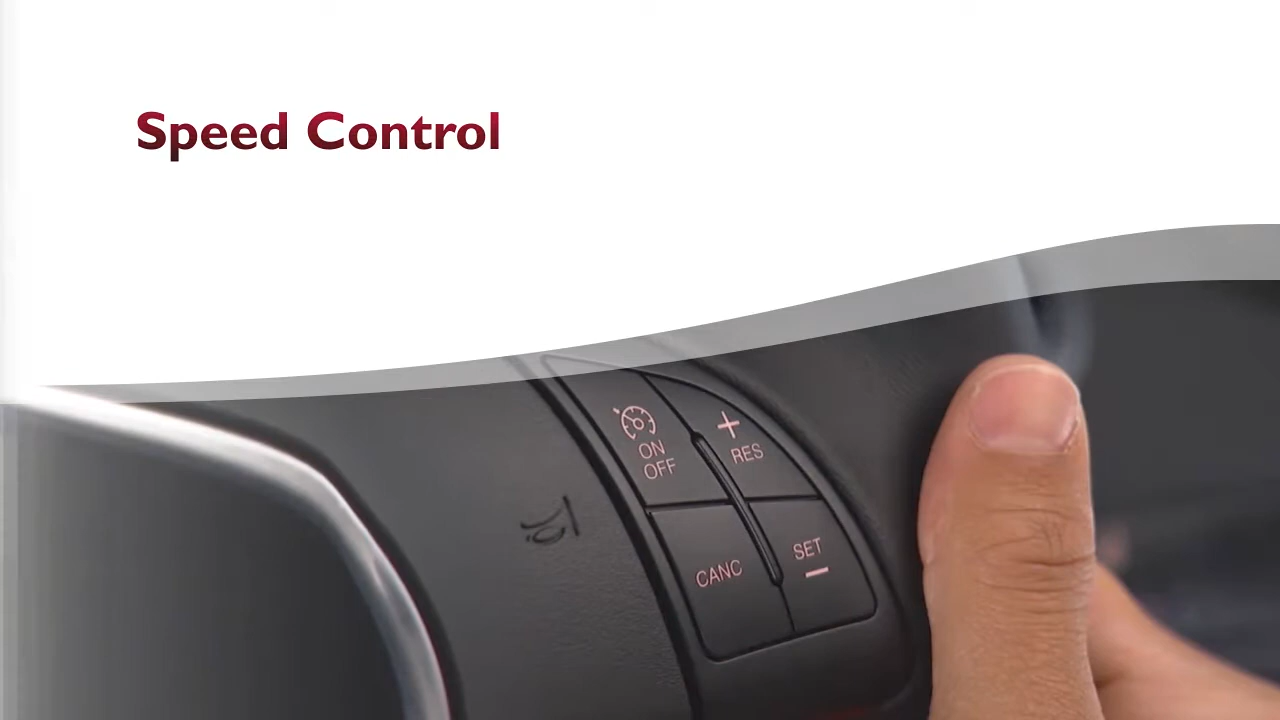 Speed Control
ON
OFF
+
RES
CANC
SET
–